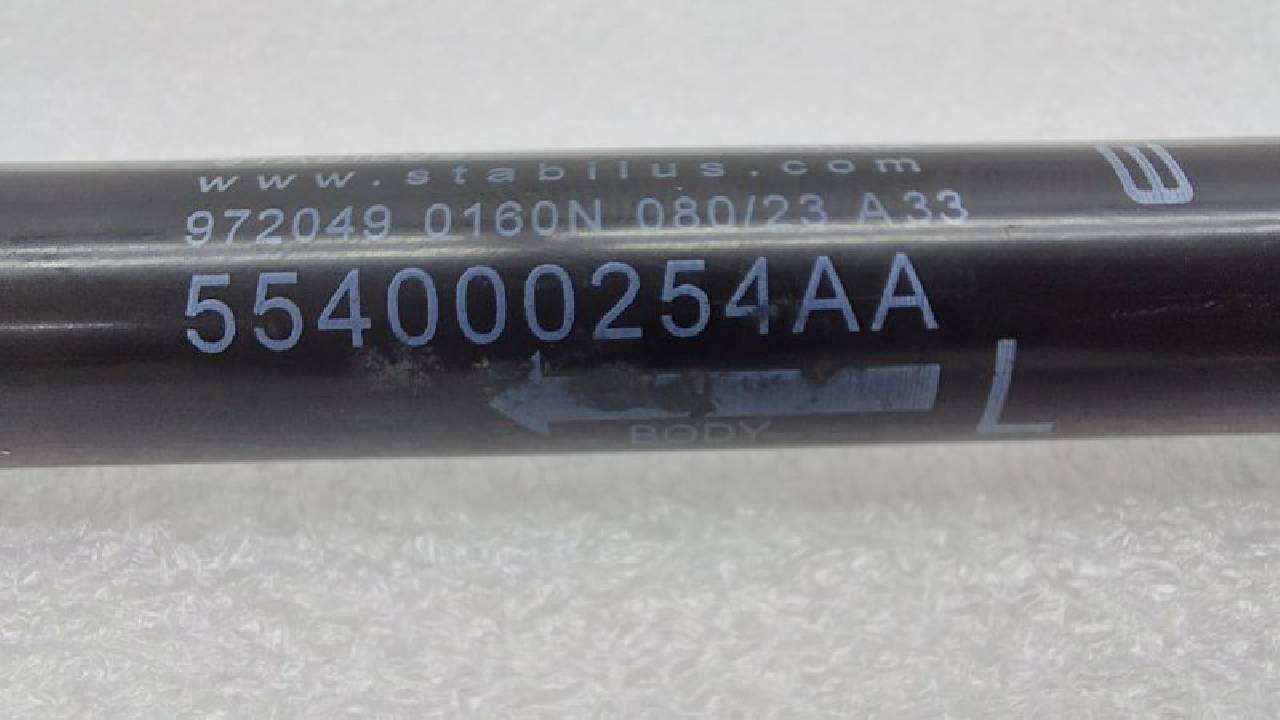 www.stabilus.com
972049 0160N 080/23 A33
554000254AA
L
BODY